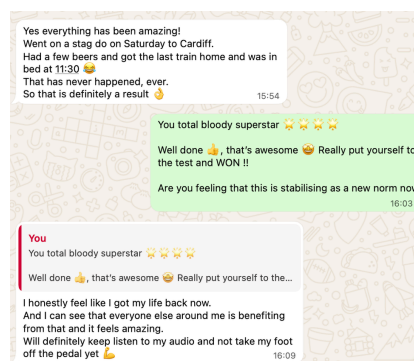 Yes everything has been amazing!
Went on a stag do on Saturday to Cardiff.
Had a few beers and got the last train home and was in
bed at 11:30 😂
That has never happened, ever.
So that is definitely a result 👌
15:54
You total bloody superstar 🌟 🌟 🌟 🌟
Well done 👍, that's awesome 🤩 Really put yourself to
the test and WON !!
Are you feeling that this is stabilising as a new norm now
16:03
You
You total bloody superstar 🌟 🌟 🌟 🌟
Well done 👍, that's awesome 🤩 Really put yourself to the...
I honestly feel like I got my life back now.
And I can see that everyone else around me is benefiting
from that and it feels amazing.
Will definitely keep listen to my audio and not take my foot
off the pedal yet 💪
16:09